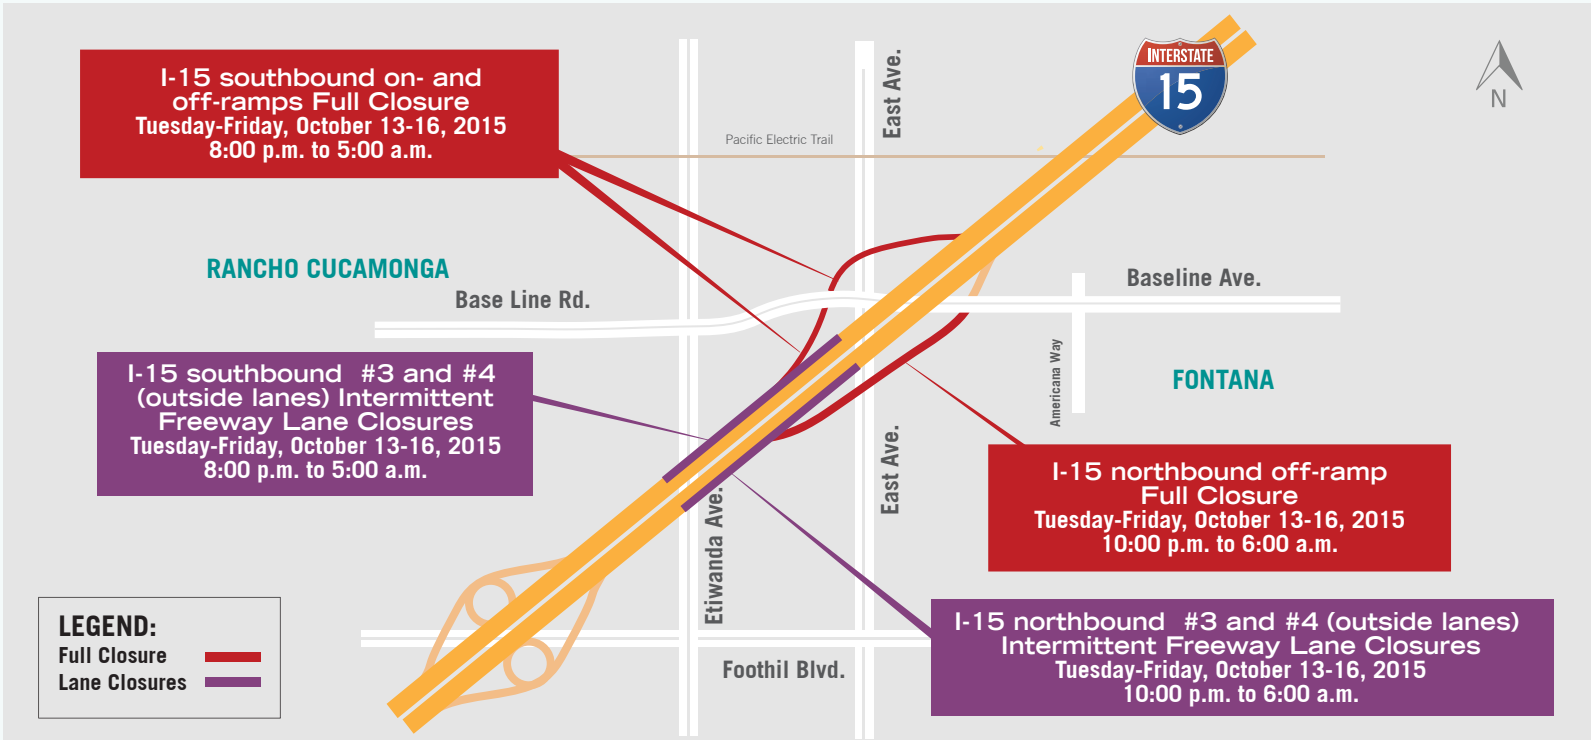 I-15 southbound on- and
off-ramps Full Closure
Tuesday-Friday, October 13-16, 2015
8:00 p.m. to 5:00 a.m.
East Ave.
INTERSTATE
15
N
Pacific Electric Trail
RANCHO CUCAMONGA
Base Line Rd.
Baseline Ave.
Americana Way
FONTANA
I-15 southbound #3 and #4
(outside lanes) Intermittent
Freeway Lane Closures
Tuesday-Friday, October 13-16, 2015
8:00 p.m. to 5:00 a.m.
East Ave.
I-15 northbound off-ramp
Full Closure
Tuesday-Friday, October 13-16, 2015
10:00 p.m. to 6:00 a.m.
Etiwanda Ave.
I-15 northbound #3 and #4 (outside lanes)
Intermittent Freeway Lane Closures
Tuesday-Friday, October 13-16, 2015
10:00 p.m. to 6:00 a.m.
Foothil Blvd.
LEGEND:
Full Closure
Lane Closures